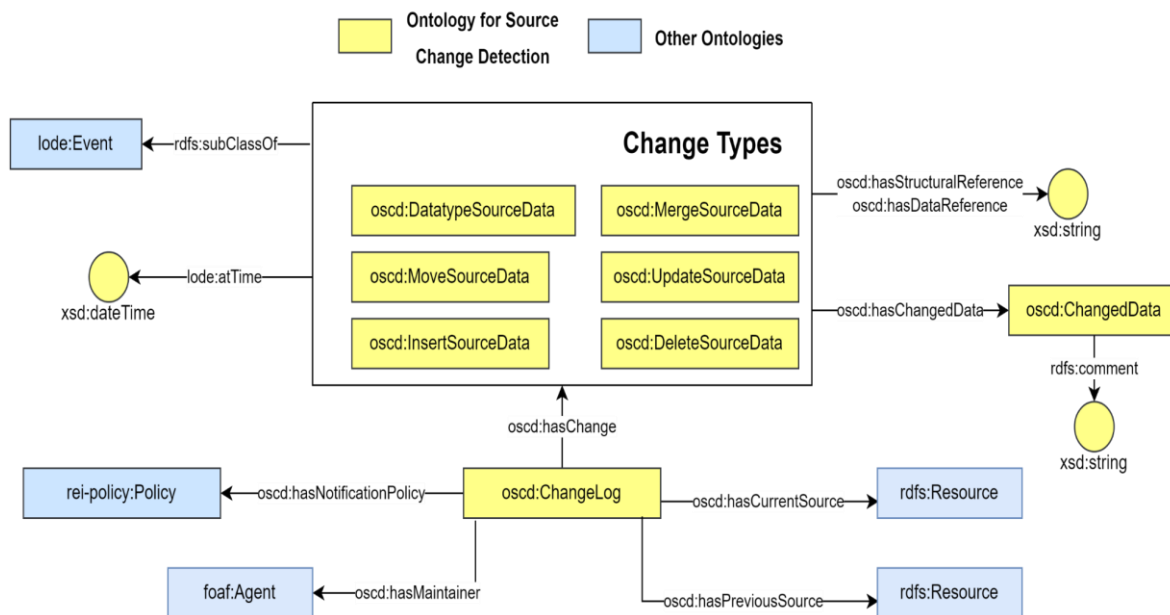 Ontology for Source
Change Detection
Other Ontologies
Change Types
lode:Event
rdfs:subClassOf
oscd:DatatypeSourceData
oscd:MergeSourceData
oscd:hasStructuralReference
oscd:hasDataReference
xsd:string
lode:atTime
xsd:dateTime
oscd:MoveSourceData
oscd:UpdateSourceData
oscd:InsertSourceData
oscd:DeleteSourceData
oscd:hasChangedData
oscd:ChangedData
rdfs:comment
xsd:string
oscd:hasChange
rei-policy:Policy
oscd:hasNotificationPolicy
oscd:ChangeLog
oscd:hasCurrentSource
rdfs:Resource
foaf:Agent
oscd:hasMaintainer
oscd:hasPreviousSource
rdfs:Resource